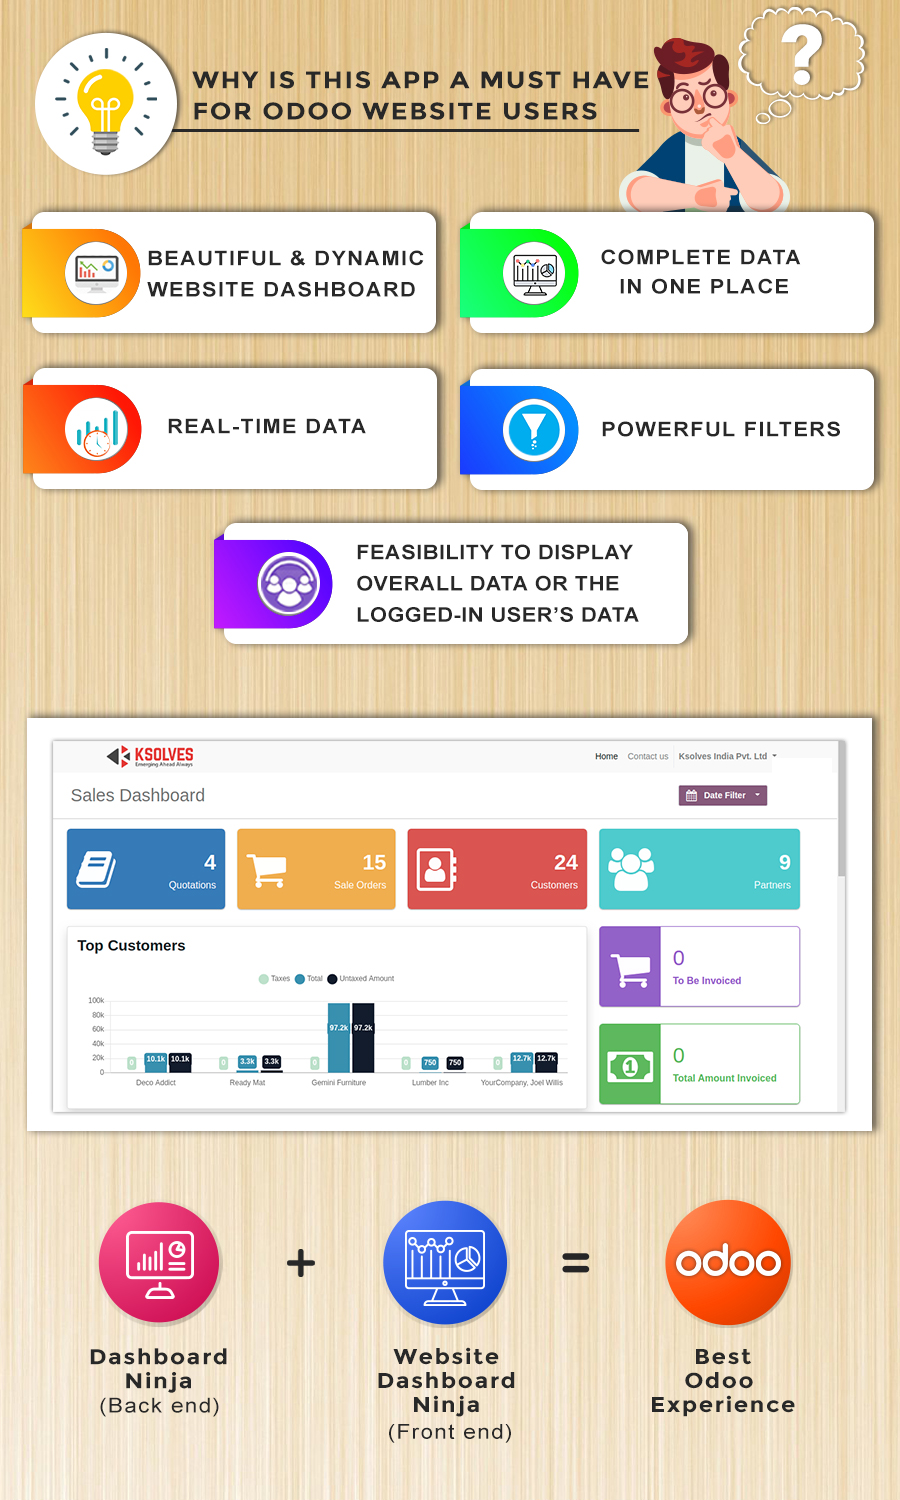 WHY IS THIS APP A MUST HAVE
FOR ODOO WEBSITE USERS
?
BEAUTIFUL & DYNAMIC
WEBSITE DASHBOARD
COMPLETE DATA
IN ONE PLACE
REAL-TIME DATA
POWERFUL FILTERS
FEASIBILITY TO DISPLAY
OVERALL DATA OR THE
LOGGED-IN USER'S DATA
KSOLVES
Emerging Ahead Always
Home Contact us Ksolves India Pvt. Ltd
Sales Dashboard
Date Filter
4
Quotations
15
Sale Orders
24
Customers
9
Partners
Top Customers
Taxes Total Untaxed Amount
100k
80k
60k
40k
20k
0
0 10.1k 10.1k
0 3.3k 3.3k
0 97.2k 97.2k
0 750 750
0 12.7k 12.7k
Deco Addict Ready Mat Gemini Furniture Lumber Inc YourCompany, Joel Willis
0
To Be Invoiced
1
0
Total Amount Invoiced
+
=
odoo
Dashboard
Ninja
(Back end)
Website
Dashboard
Ninja
(Front end)
Best
Odoo
Experience